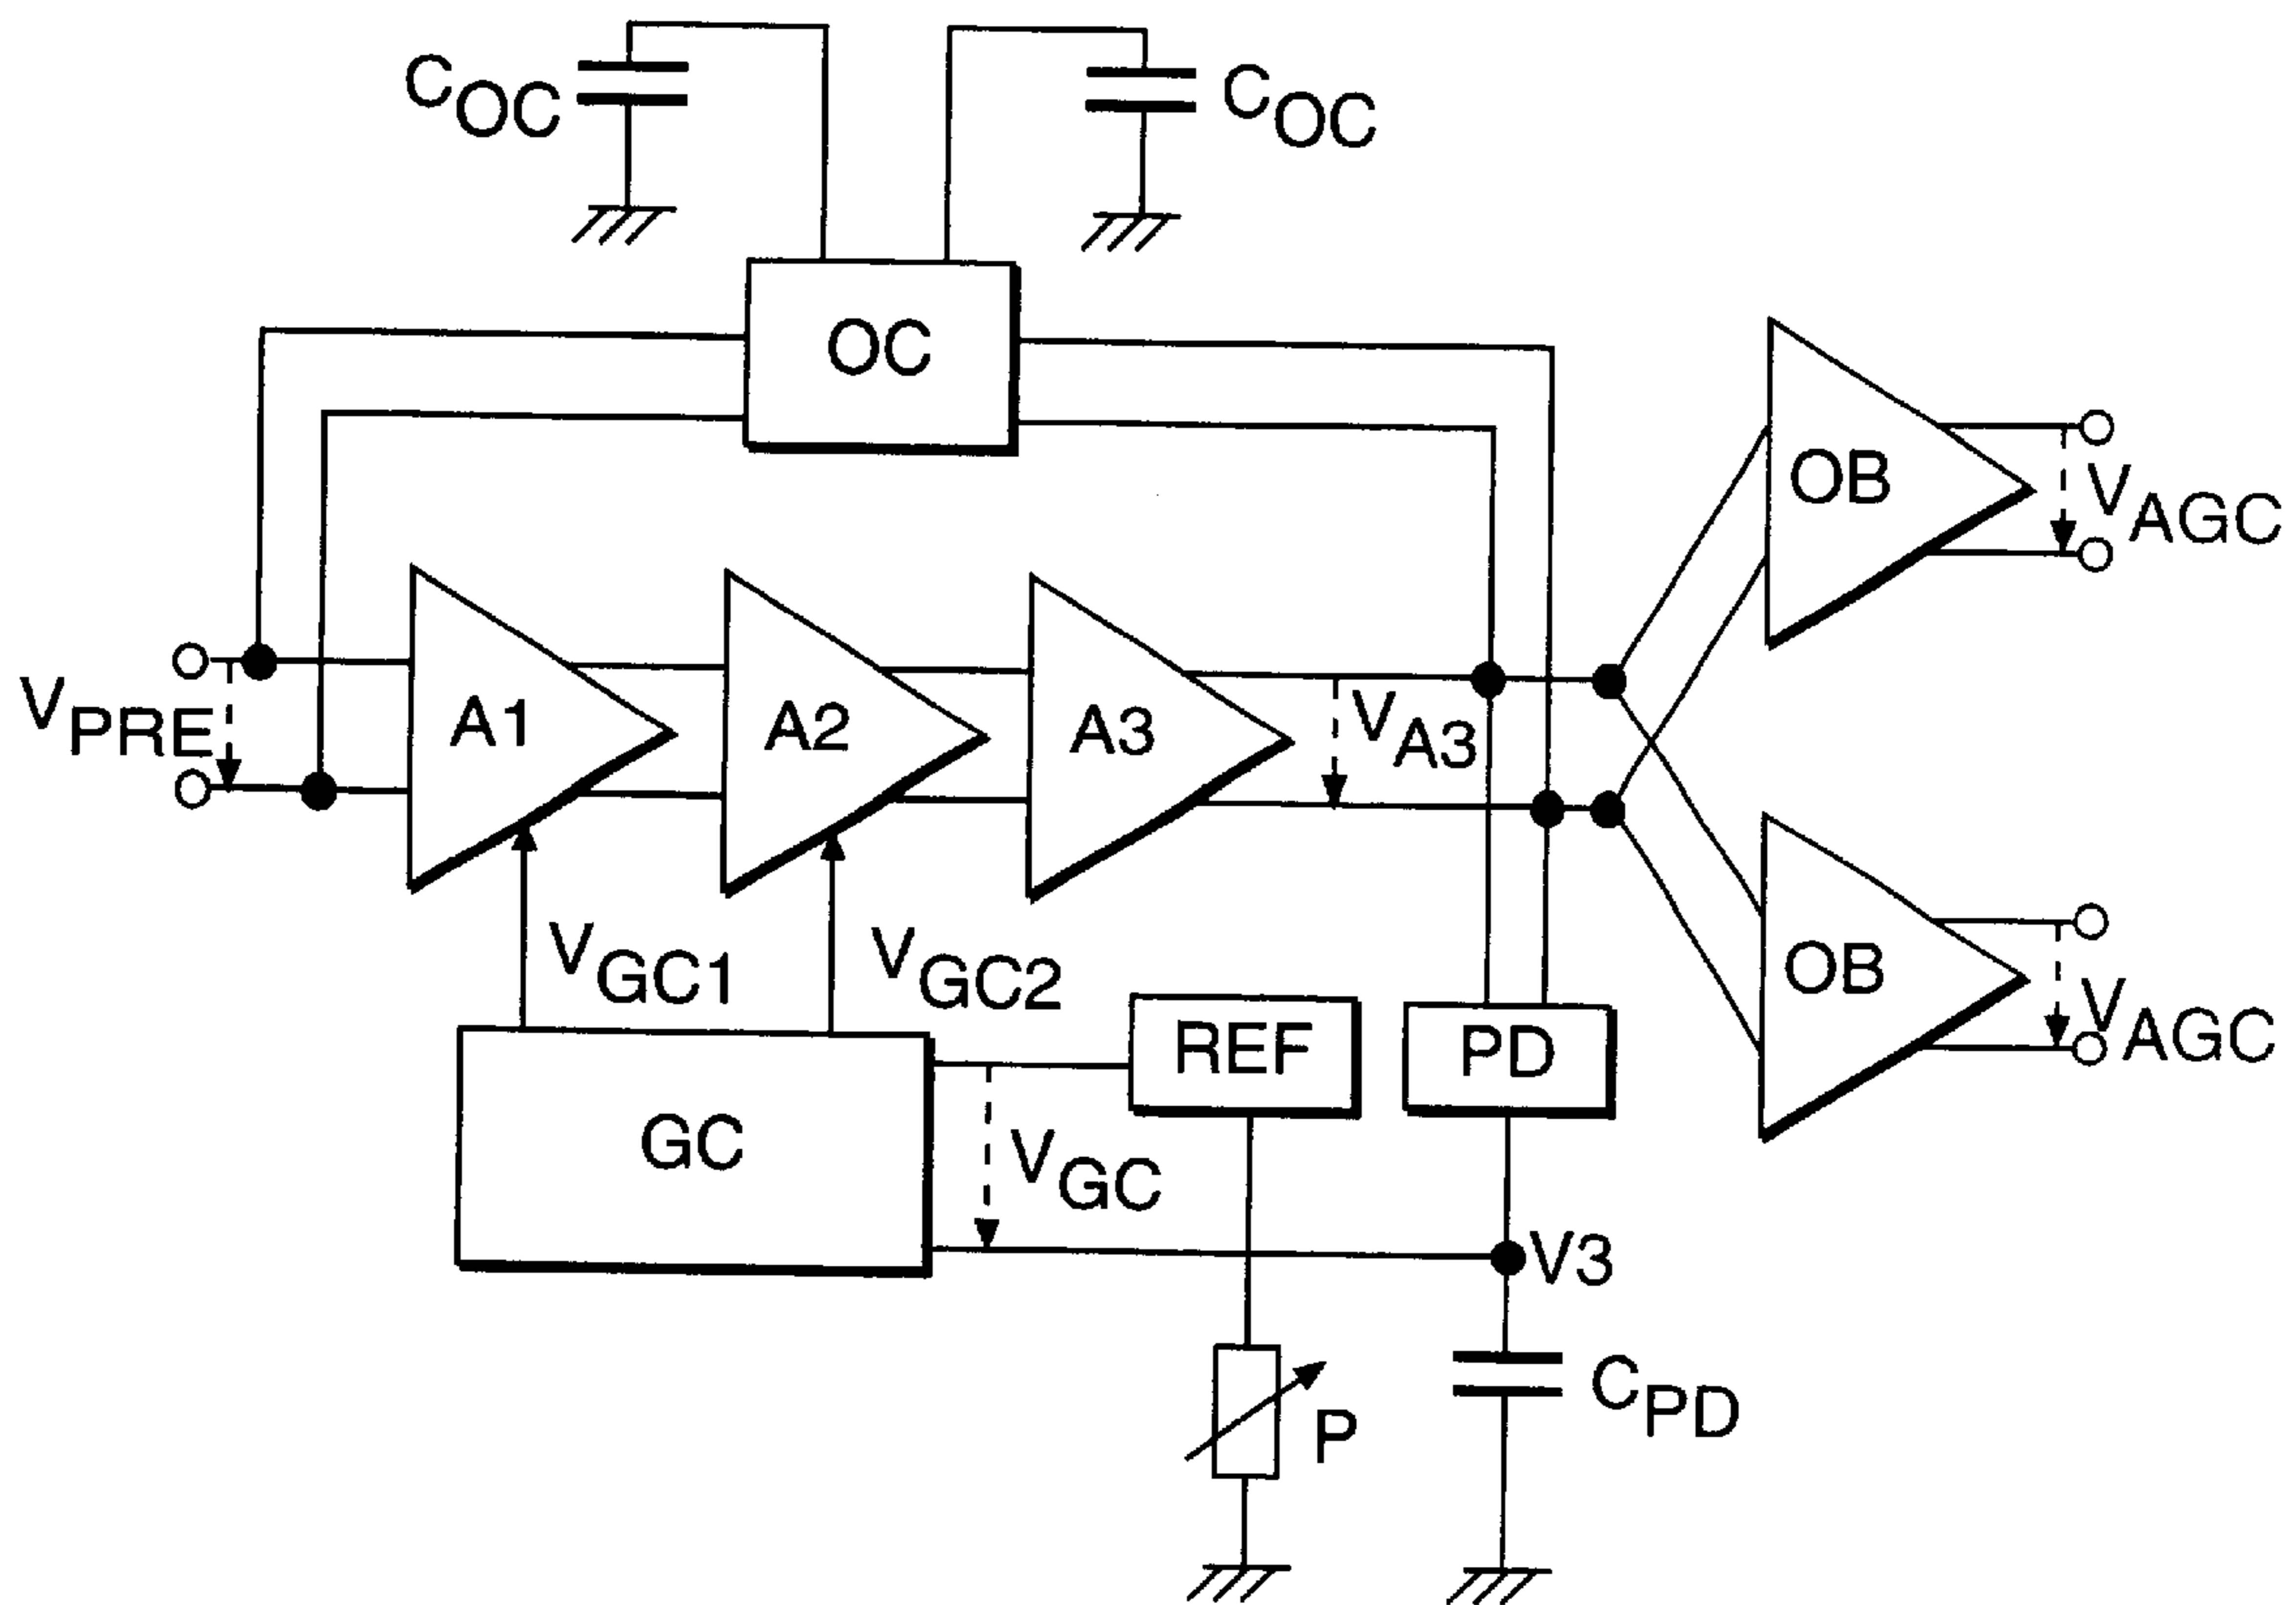 COC
COC
OC
OB
VAGC
VPRE
A1
A2
A3
VA3
VGC1
VGC2
OB
VAGC
REF
PD
GC
VGC
V3
P
CPD